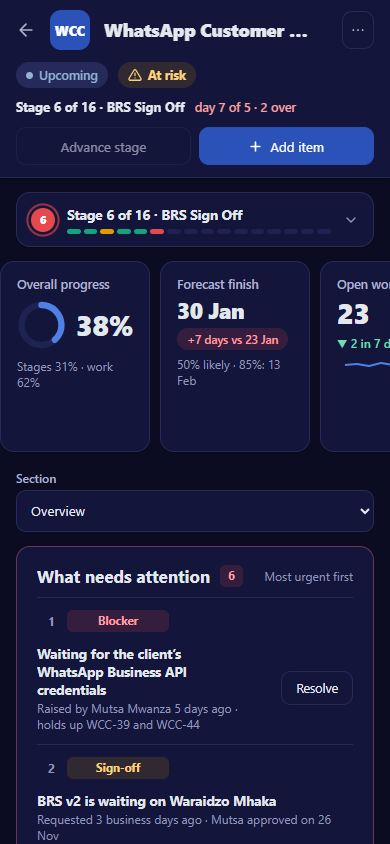 WCC WhatsApp Customer ... ...
Upcoming At risk
Stage 6 of 16 · BRS Sign Off day 7 of 5 · 2 over
Advance stage + Add item
6 Stage 6 of 16 · BRS Sign Off
Overall progress
38%
Stages 31% · work
62%
Forecast finish
30 Jan
+7 days vs 23 Jan
50% likely · 85%: 13
Feb
Open wor
23
▼ 2 in 7 d
Section
Overview
What needs attention 6 Most urgent first
1 Blocker
Waiting for the client's
WhatsApp Business API
credentials
Raised by Mutsa Mwanza 5 days ago ·
holds up WCC-39 and WCC-44
Resolve
2 Sign-off
BRS v2 is waiting on Waraidzo Mhaka
Requested 3 business days ago · Mutsa approved on 26
Nov